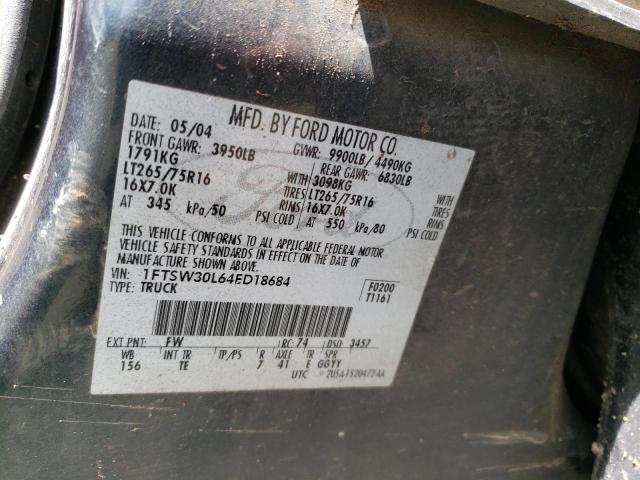 MFD. BY FORD MOTOR CO.
DATE: 05/04 GVWR: 9900LB/ 4490KG
FRONT GAWR: 3950LB REAR GAWR: 6830LB
1791KG WITH 3098KG WITH
LT265/75R16 TIRES LT265/75R16 TIRES
16X7.0K RIMS 16X7.0K RIMS
AT 345 kPa/50 PSI COLD AT 550 kPa/80 PSI COLD
Ford
THIS VEHICLE CONFORMS TO ALL APPLICABLE FEDERAL MOTOR
VEHICLE SAFETY STANDARDS IN EFFECT ON THE DATE OF
MANUFACTURE SHOWN ABOVE.
VIN: 1FTSW30L64ED18684 F0200
TYPE: TRUCK T1161
EXT PNT: FW RC: 74 DSO: 3457
WB INT TR TP/PS R AXLE TR SPR
156 TE 7 41 E GGYY
UTC